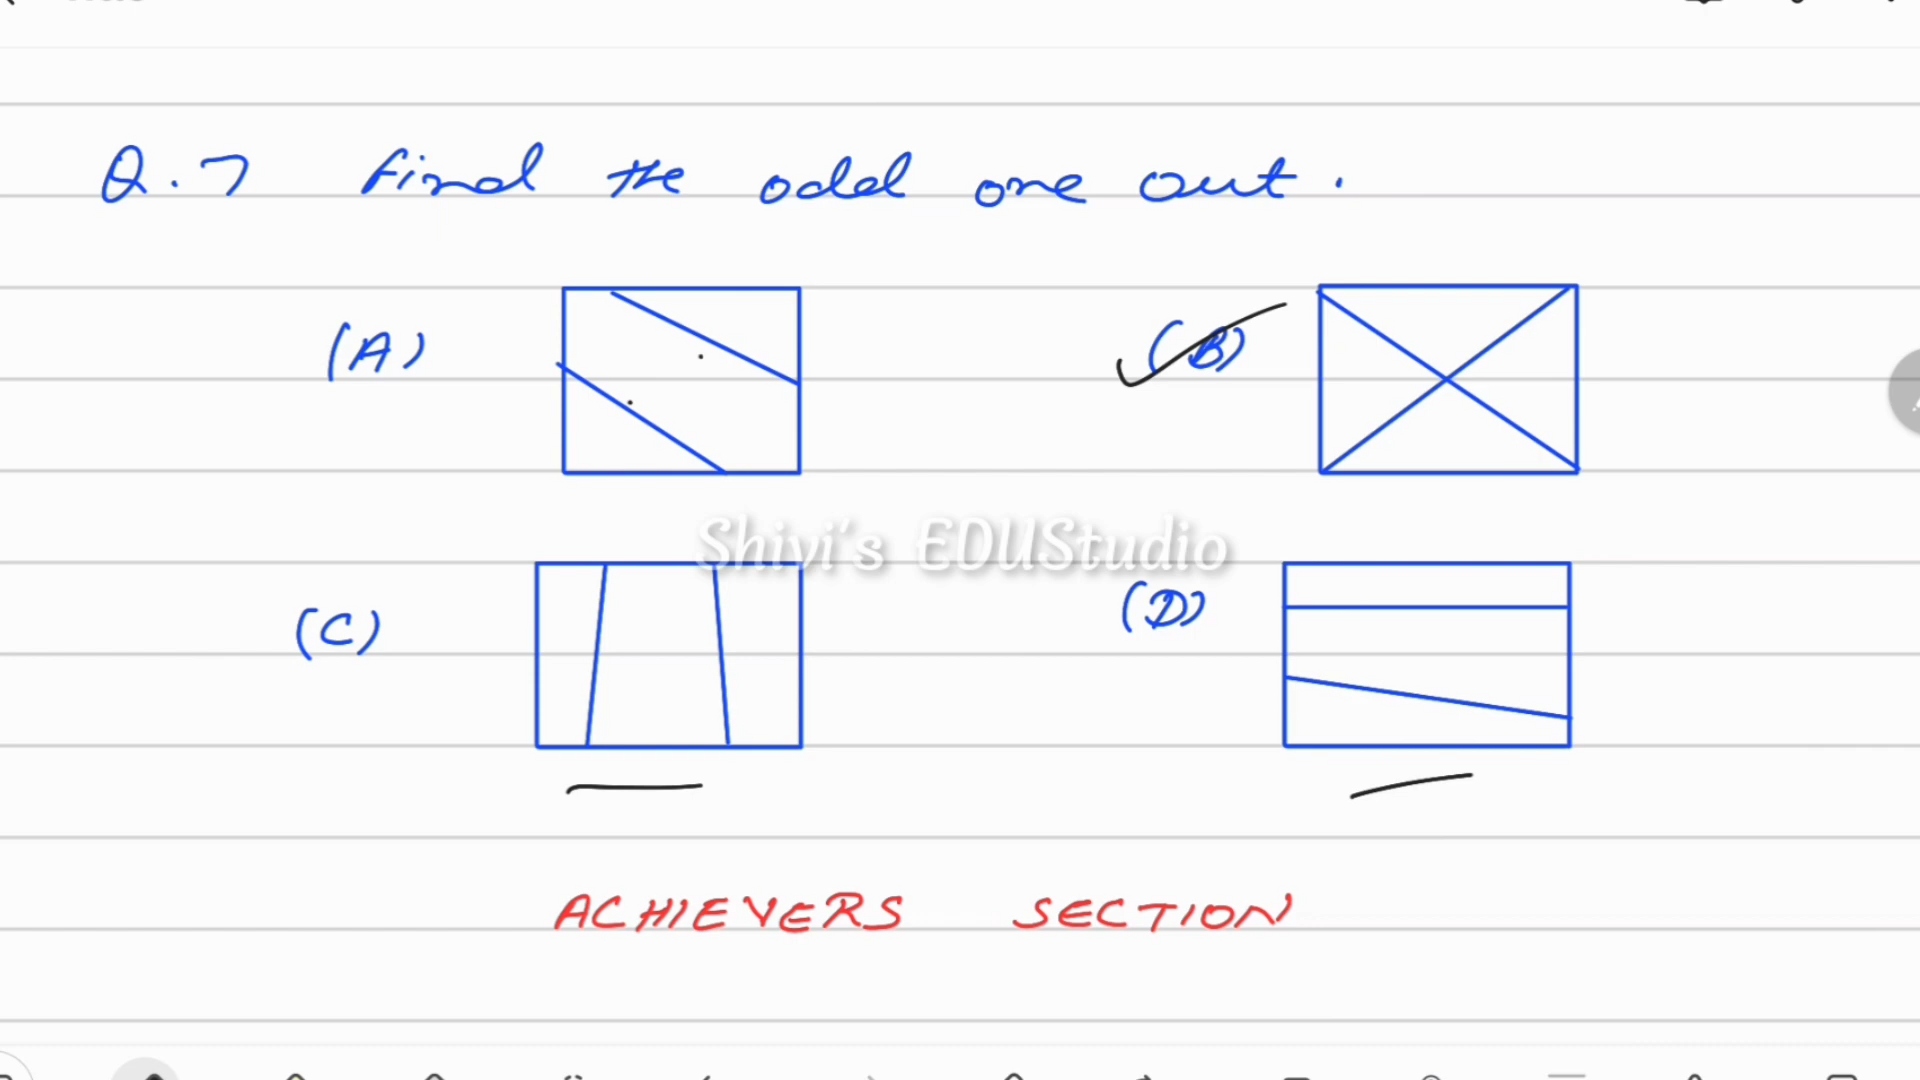 Q.7 Find the odd one out.
(A)
(B)
Shivi's EDUStudio
(C)
(D)
ACHIEVERS SECTION